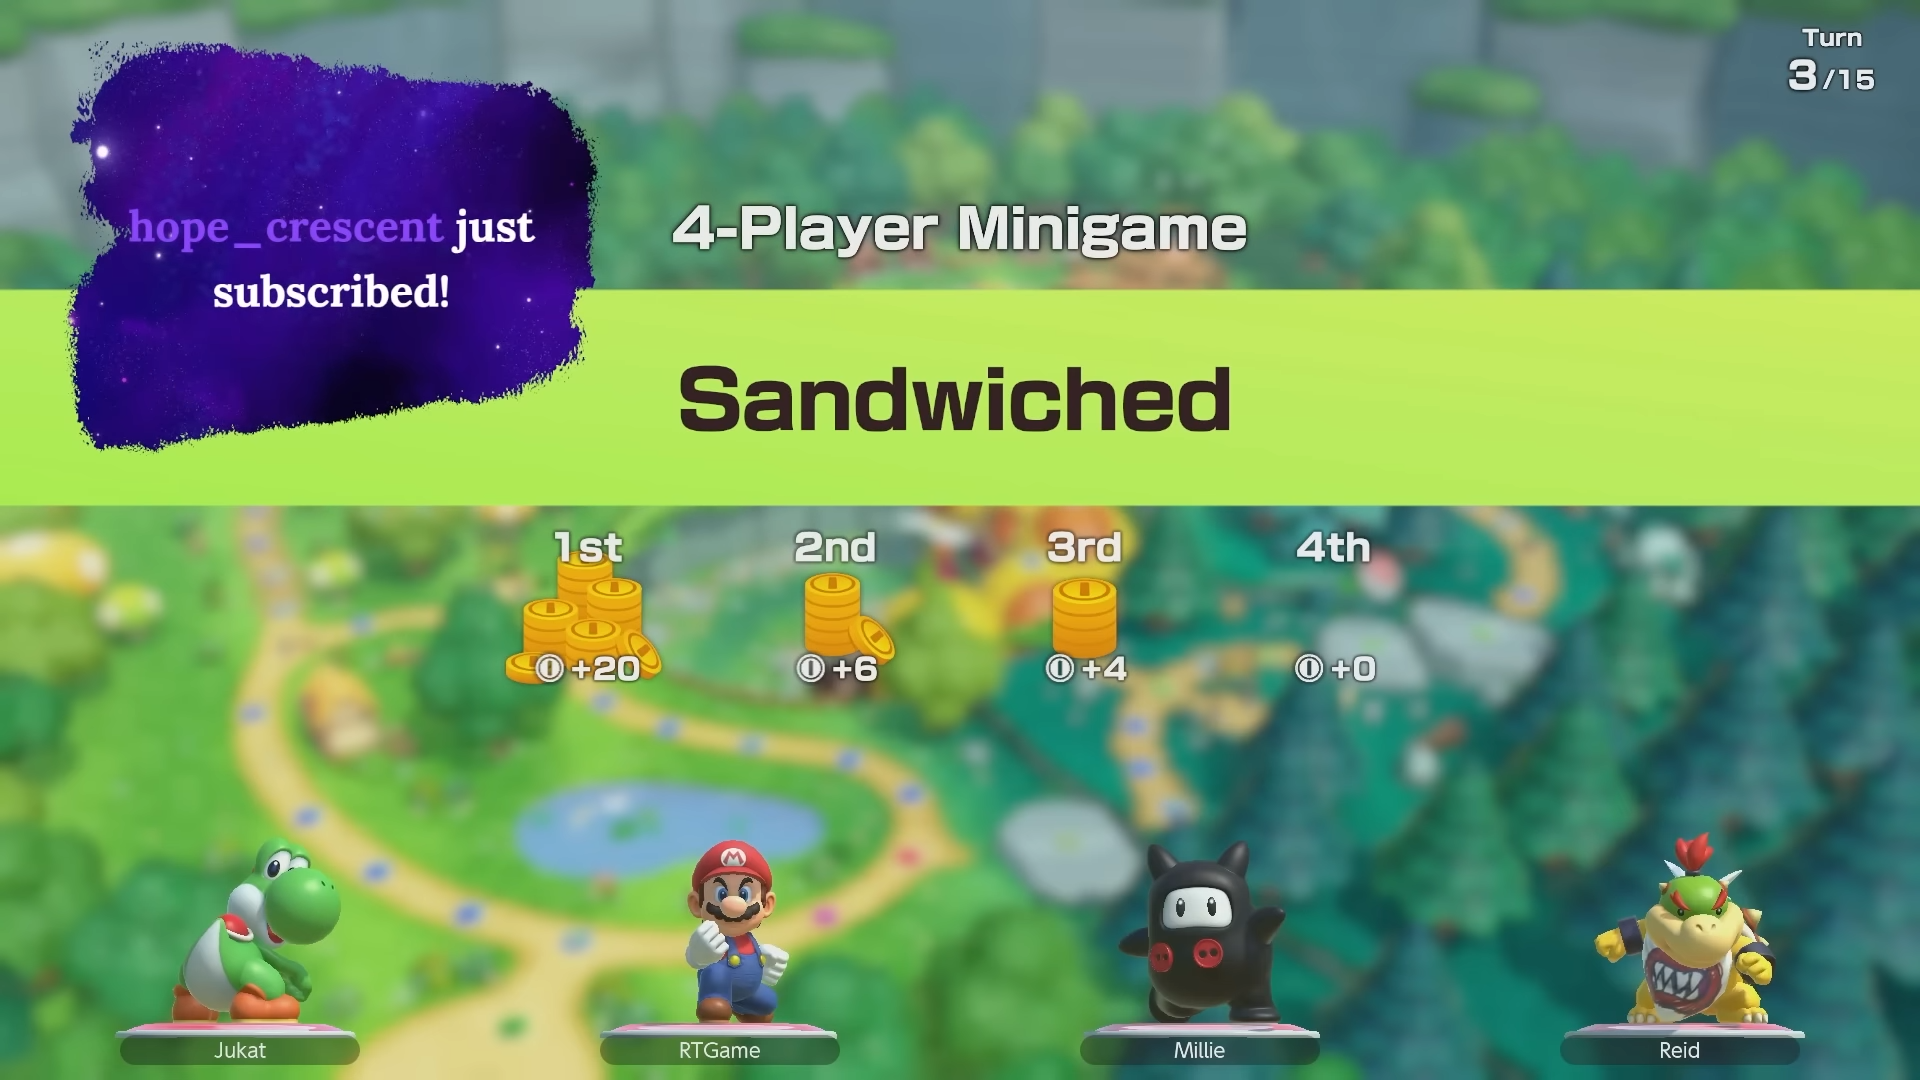 Turn
3/15
hope_crescent just
subscribed!
4-Player Minigame
Sandwiched
1st
2nd
3rd
4th
+20
+6
+4
+0
Jukat
RTGame
Millie
Reid